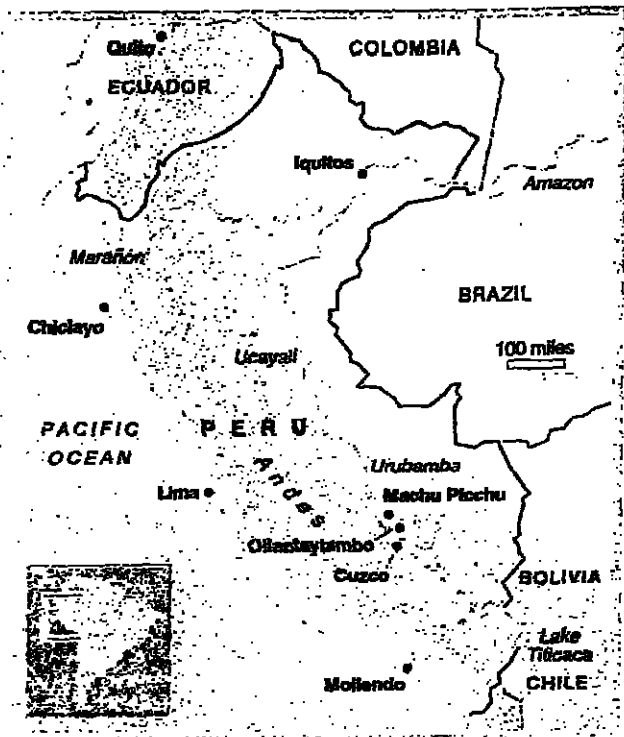 Quito
COLOMBIA
ECUADOR
Iquitos
Amazon
Marañón
BRAZIL
Chiclayo
Ucayali
100 miles
PACIFIC
OCEAN
PERU
Andes
Urubamba
Lima
Machu Picchu
Ollantaytambo
Cuzco
BOLIVIA
Lake
Titicaca
Mollendo
CHILE